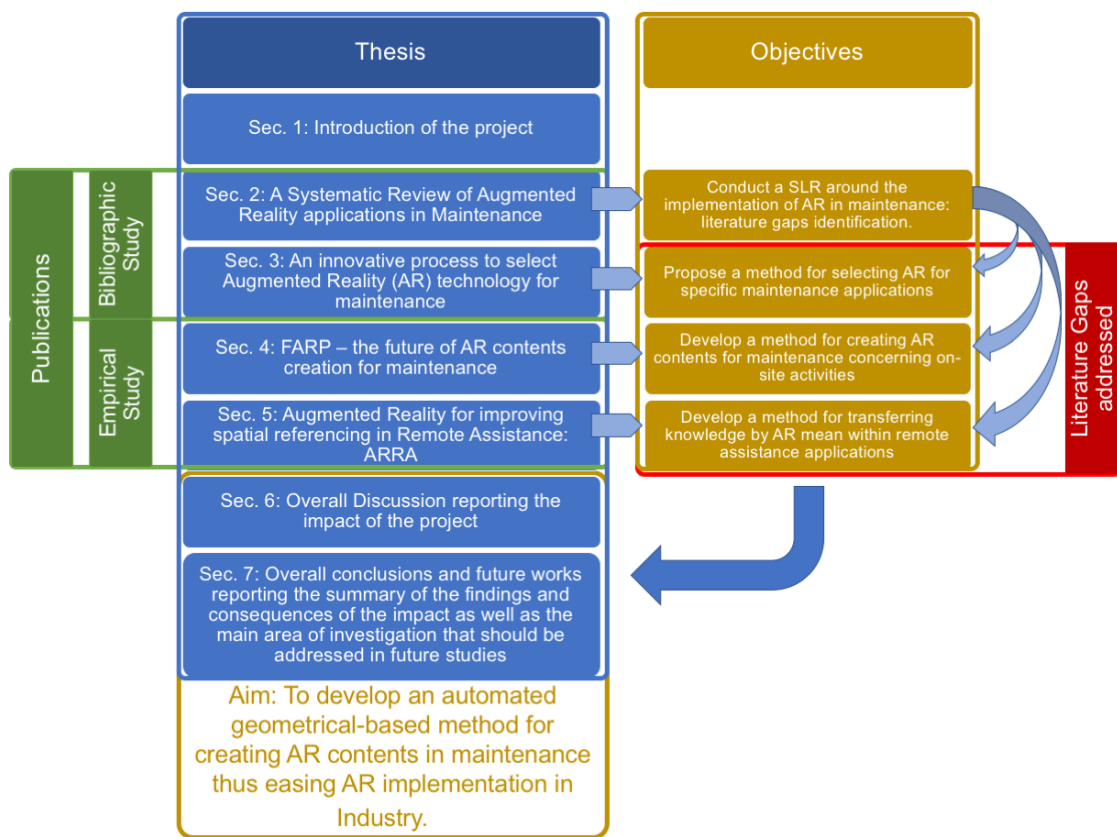 Thesis
Objectives
Sec. 1: Introduction of the project
Publications
Bibliographic
Study
Sec. 2: A Systematic Review of Augmented
Reality applications in Maintenance
Conduct a SLR around the
implementation of AR in maintenance:
literature gaps identification.
Sec. 3: An innovative process to select
Augmented Reality (AR) technology for
maintenance
Propose a method for selecting AR for
specific maintenance applications
Literature Gaps
addressed
Empirical
Study
Sec. 4: FARP – the future of AR contents
creation for maintenance
Develop a method for creating AR
contents for maintenance concerning on-
site activities
Sec. 5: Augmented Reality for improving
spatial referencing in Remote Assistance:
ARRA
Develop a method for transferring
knowledge by AR mean within remote
assistance applications
Sec. 6: Overall Discussion reporting the
impact of the project
Sec. 7: Overall conclusions and future works
reporting the summary of the findings and
consequences of the impact as well as the
main area of investigation that should be
addressed in future studies
Aim: To develop an automated
geometrical-based method for
creating AR contents in maintenance
thus easing AR implementation in
Industry.